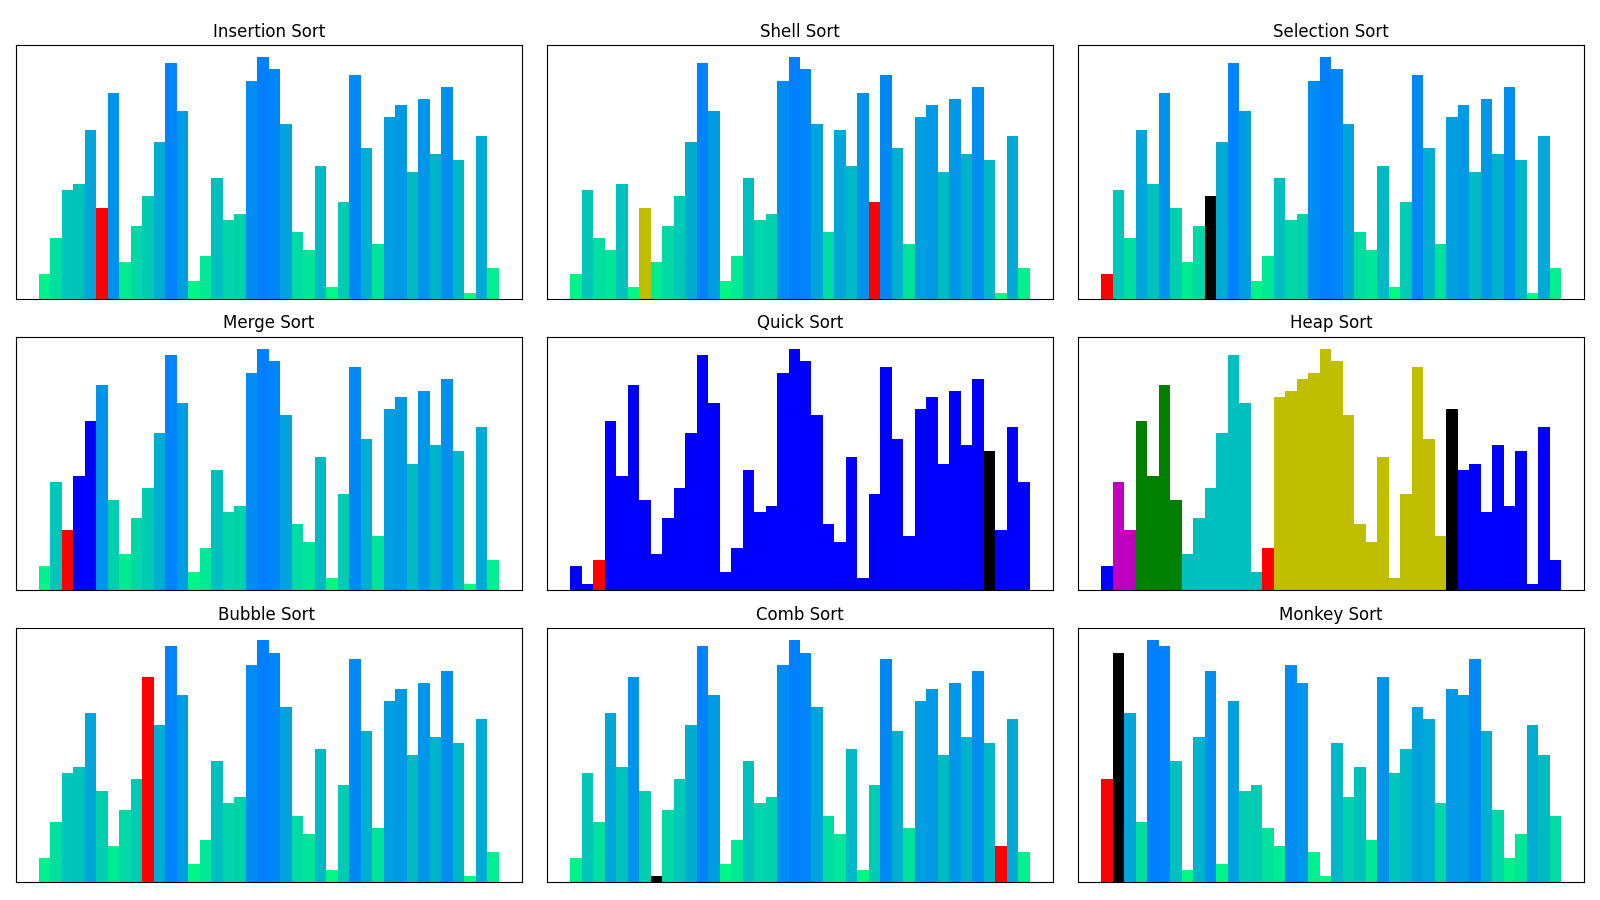 Insertion Sort
Shell Sort
Selection Sort
Merge Sort
Quick Sort
Heap Sort
Bubble Sort
Comb Sort
Monkey Sort